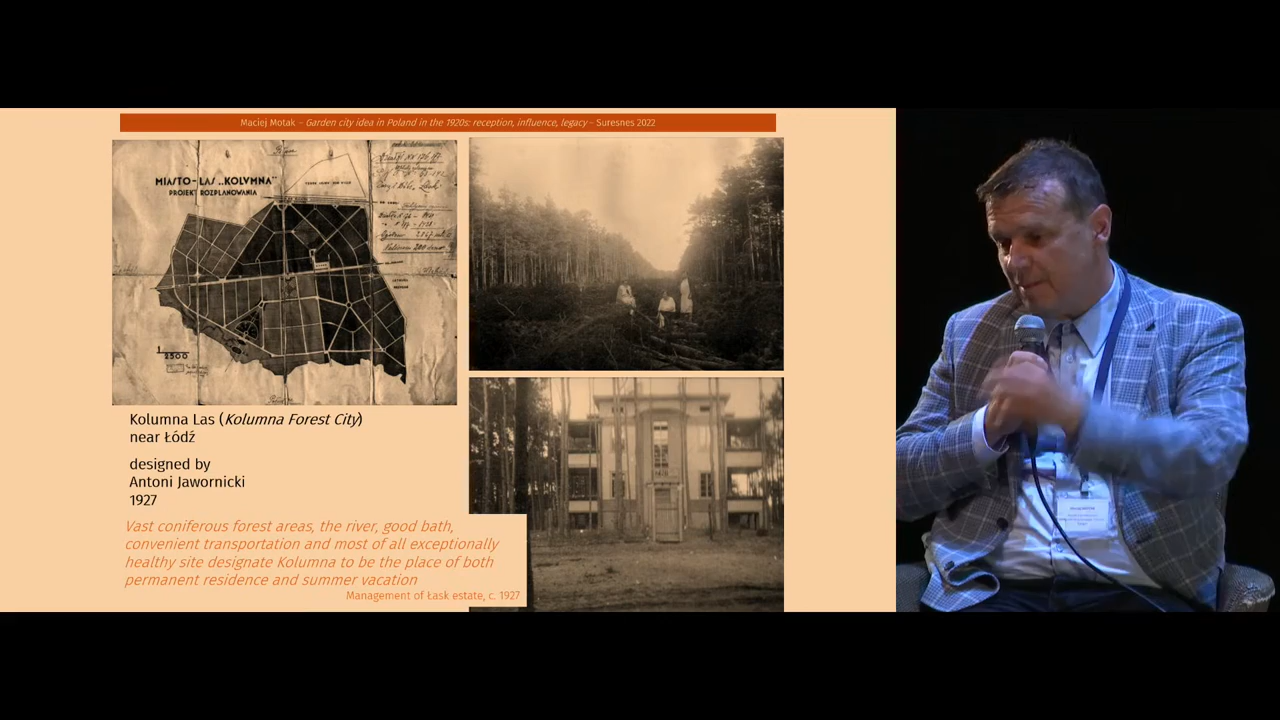 Maciej Motak – Garden city idea in Poland in the 1920s: reception, influence, legacy – Suresnes 2022
MIASTO-LAS „KOLVMNA"
PROJEKT ROZPLANOWANIA
1
2500
Kolumna Las (Kolumna Forest City)
near Łódź
designed by
Antoni Jawornicki
1927
Vast coniferous forest areas, the river, good bath,
convenient transportation and most of all exceptionally
healthy site designate Kolumna to be the place of both
permanent residence and summer vacation
Management of Łask estate, c. 1927